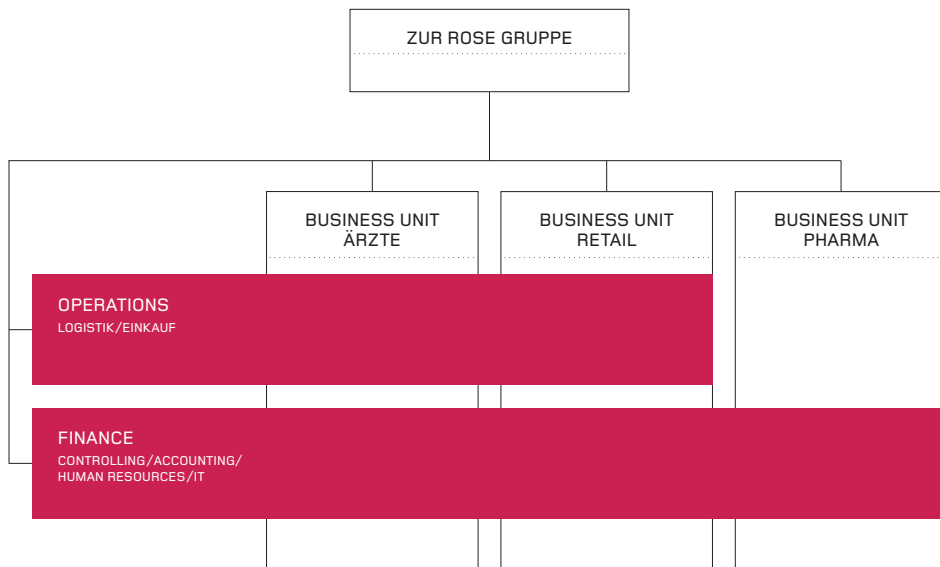 ZUR ROSE GRUPPE
BUSINESS UNIT
ÄRZTE
BUSINESS UNIT
RETAIL
BUSINESS UNIT
PHARMA
OPERATIONS
LOGISTIK/EINKAUF
FINANCE
CONTROLLING/ACCOUNTING/
HUMAN RESOURCES/IT